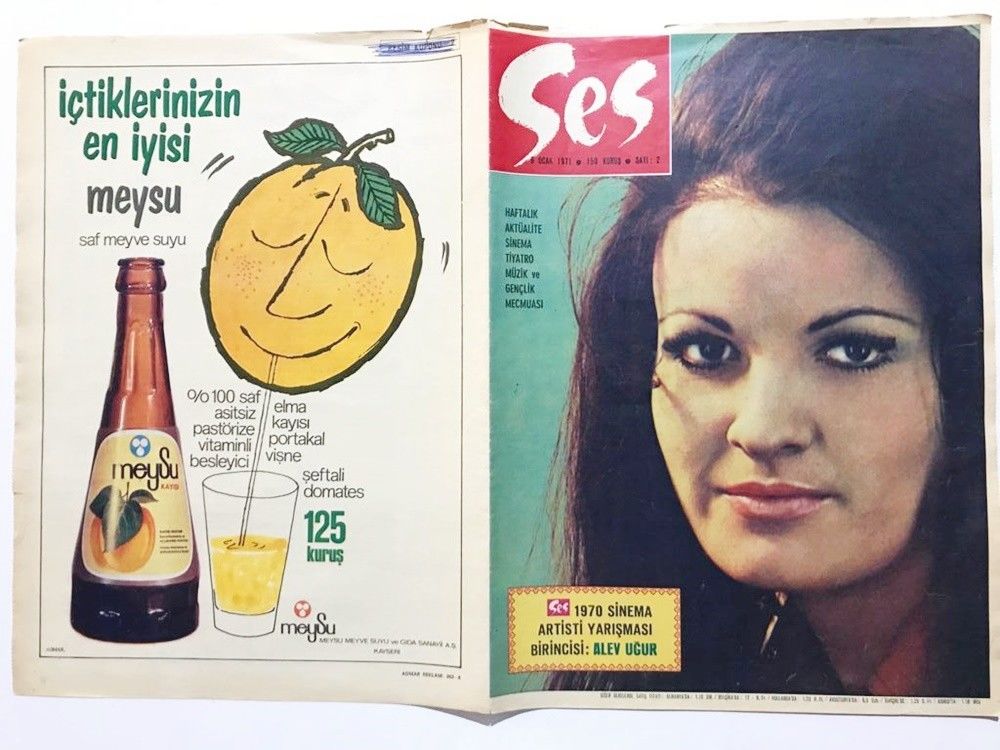 içtiklerinizin
en iyisi
meysu
saf meyve suyu
%100 saf
asitsiz
pastörize
vitaminli
besleyici
elma
kayısı
portakal
vişne
şeftali
domates
125
kuruş
meySu
KAYISI
meySu
MEYSU MEYVE SUYU ve GIDA SANAYİİ A.Ş.
KAYSERİ
Ses
OCAK 1971 • 150 KURUŞ • SAYI: 2
HAFTALIK
AKTÜALİTE
SİNEMA
TİYATRO
MÜZİK ve
GENÇLİK
MECMUASI
Ses 1970 SİNEMA
ARTİSTİ YARIŞMASI
BİRİNCİSİ: ALEV UĞUR